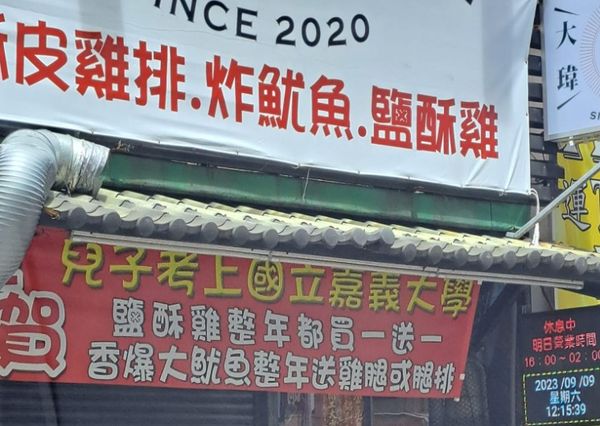 SINCE 2020
皮雞排.炸魷魚.鹽酥雞
大瑋
運
賀
兒子考上國立嘉義大學
鹽酥雞整年都買一送一
香爆大魷魚整年送雞腿或腿排
休息中
明日營業時間
16:00~02:00
2023/09/09
星期六
12:15:39